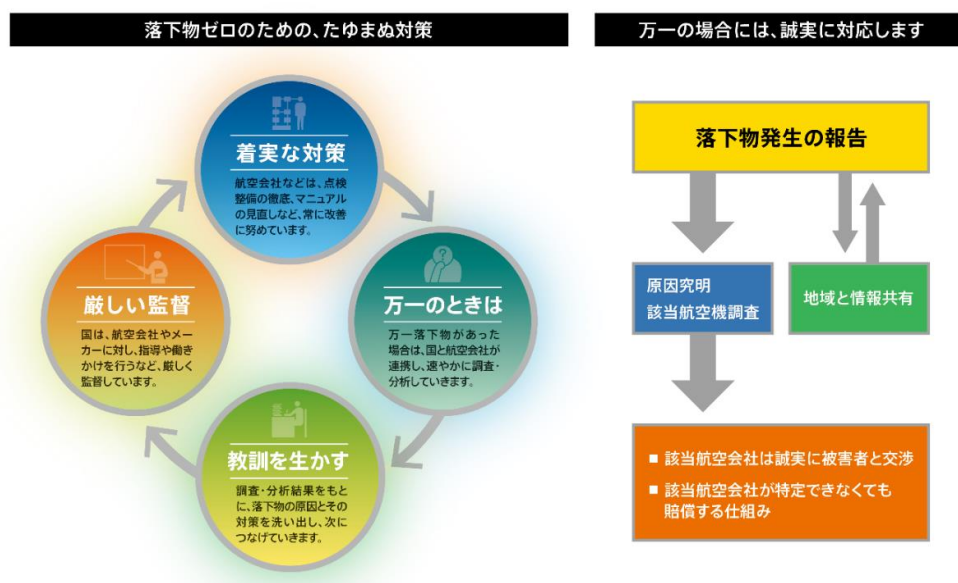 落下物ゼロのための、たゆまぬ対策
着実な対策
航空会社などは、点検
整備の徹底、マニュアル
の見直しなど、常に改善
に努めています。
万一のときは
万一落下物があった
場合は、国と航空会社が
連携し、速やかに調査・
分析していきます。
教訓を生かす
調査・分析結果をもと
に、落下物の原因とその
対策を洗い出し、次に
つなげていきます。
厳しい監督
国は、航空会社やメー
カーに対し、指導や働き
かけを行うなど、厳しく
監督しています。
万一の場合には、誠実に対応します
落下物発生の報告
原因究明
該当航空機調査
地域と情報共有
■ 該当航空会社は誠実に被害者と交渉
■ 該当航空会社が特定できなくても
賠償する仕組み